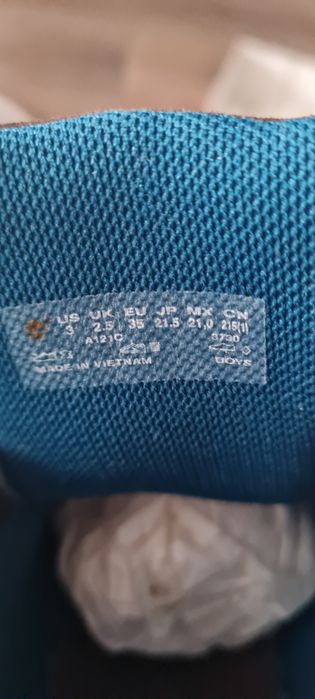 US UK EU JP MX CN
3 2.5 35 21.5 21.0 215(1)
A121C 3730
MADE IN VIETNAM BOYS